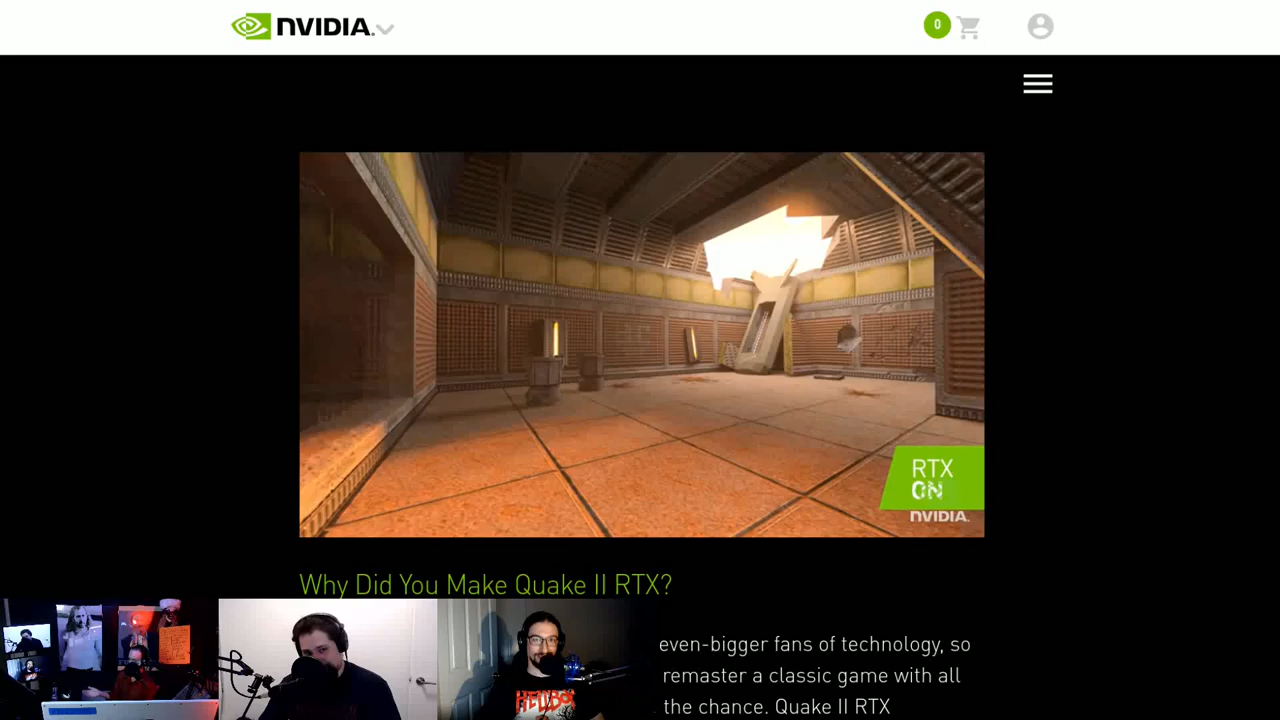 NVIDIA.
0
RTX
ON
NVIDIA.
Why Did You Make Quake II RTX?
even-bigger fans of technology, so
remaster a classic game with all
the chance. Quake II RTX
HELLBOY